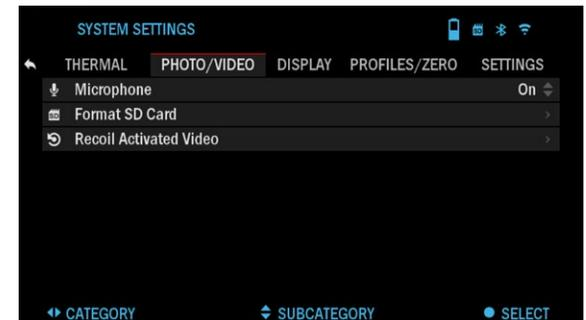 SYSTEM SETTINGS
THERMAL PHOTO/VIDEO DISPLAY PROFILES/ZERO SETTINGS
Microphone On
Format SD Card
Recoil Activated Video
CATEGORY SUBCATEGORY SELECT